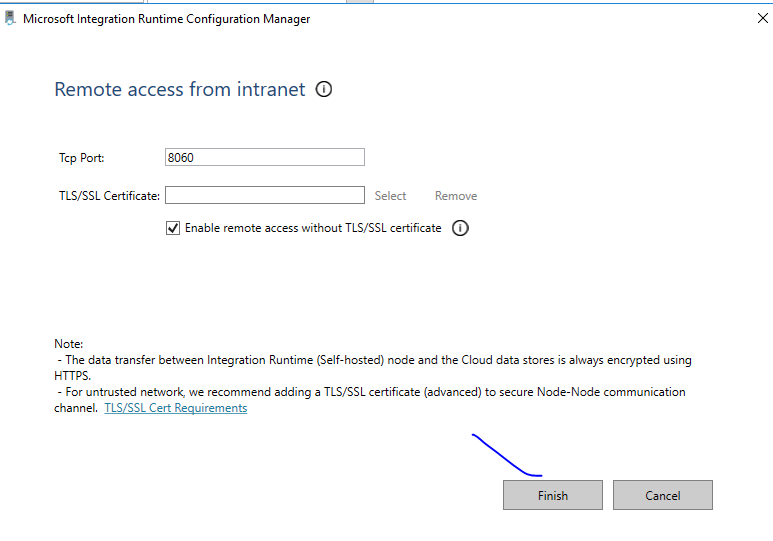 Microsoft Integration Runtime Configuration Manager
Remote access from intranet
Tcp Port: 8060
TLS/SSL Certificate: Select Remove
Enable remote access without TLS/SSL certificate
Note:
- The data transfer between Integration Runtime (Self-hosted) node and the Cloud data stores is always encrypted using
HTTPS.
- For untrusted network, we recommend adding a TLS/SSL certificate (advanced) to secure Node-Node communication
channel. TLS/SSL Cert Requirements
Finish Cancel